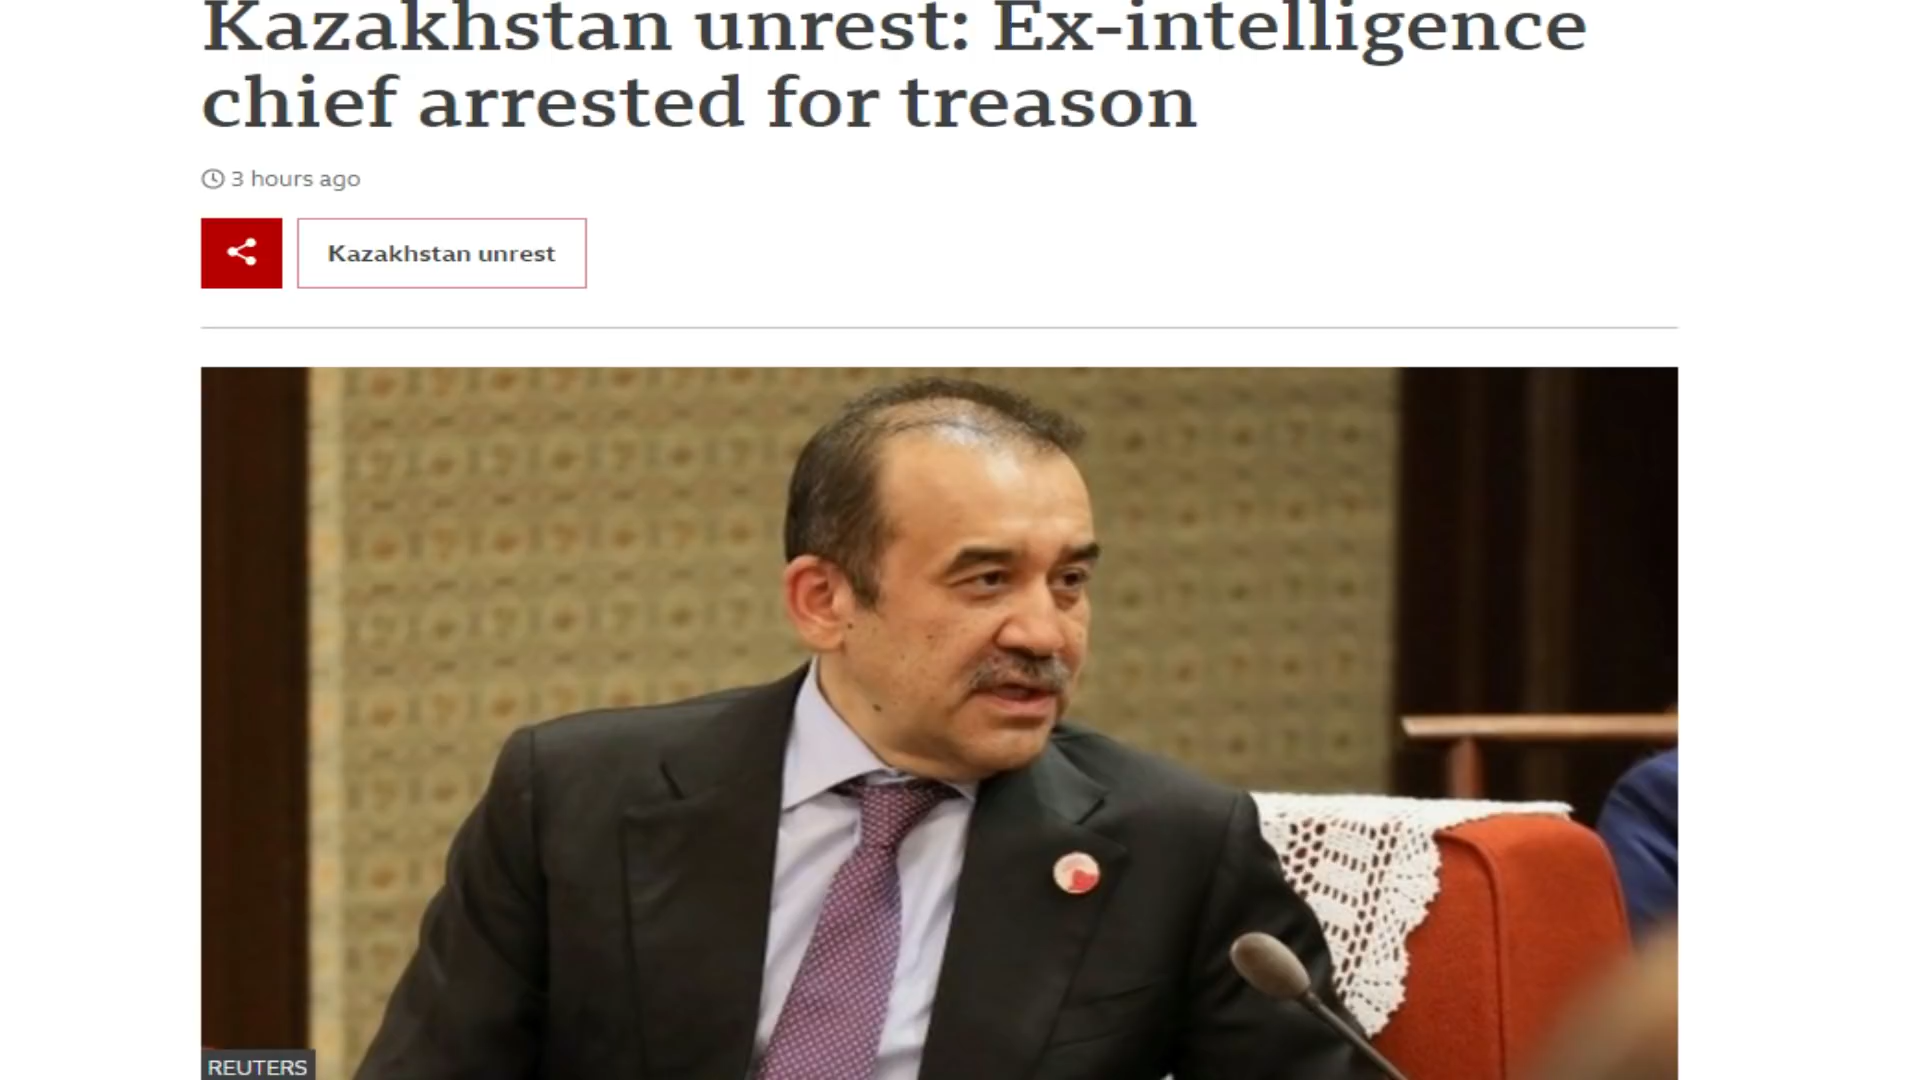 Kazakhstan unrest: Ex-intelligence
chief arrested for treason
3 hours ago
Kazakhstan unrest
REUTERS